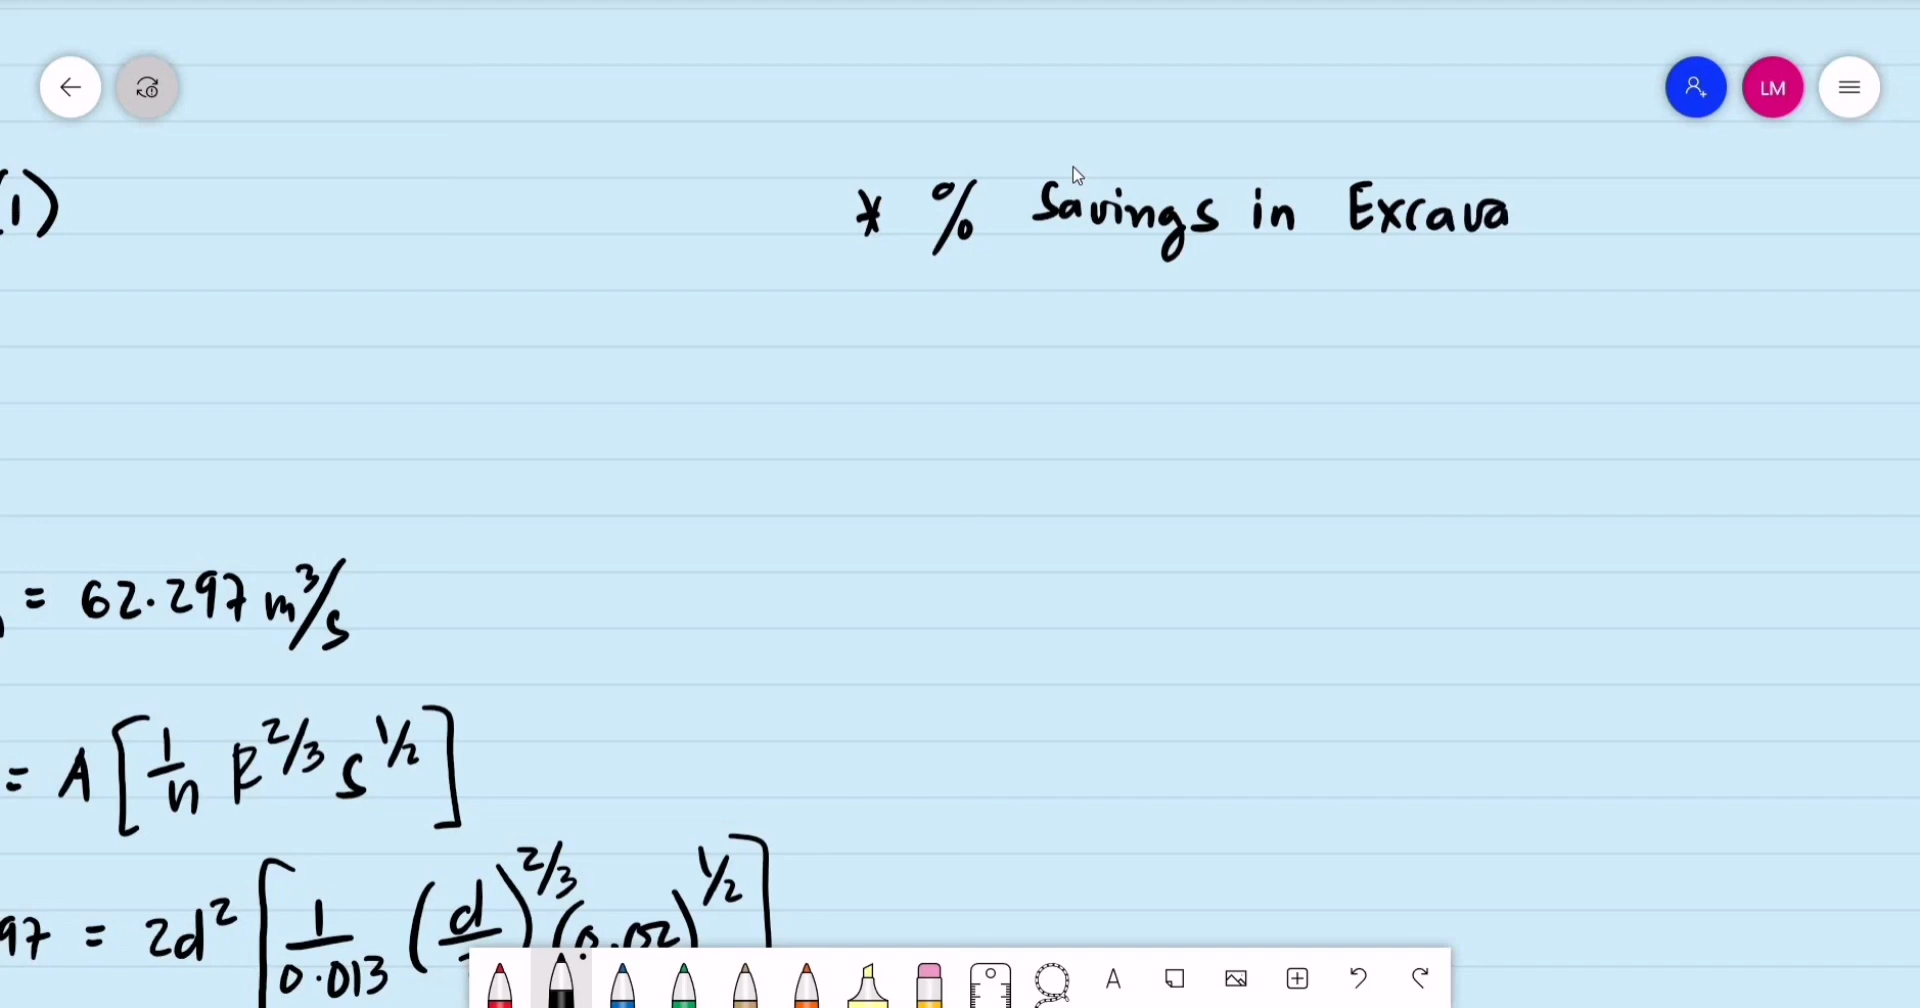 LM
(1)
* % Savings in Excava
= 62.297 m³/s
= A [1/n R^2/3 S^1/2]
97 = 2d² [1/0.013 (d/ )^2/3 (0.02)^1/2]
A